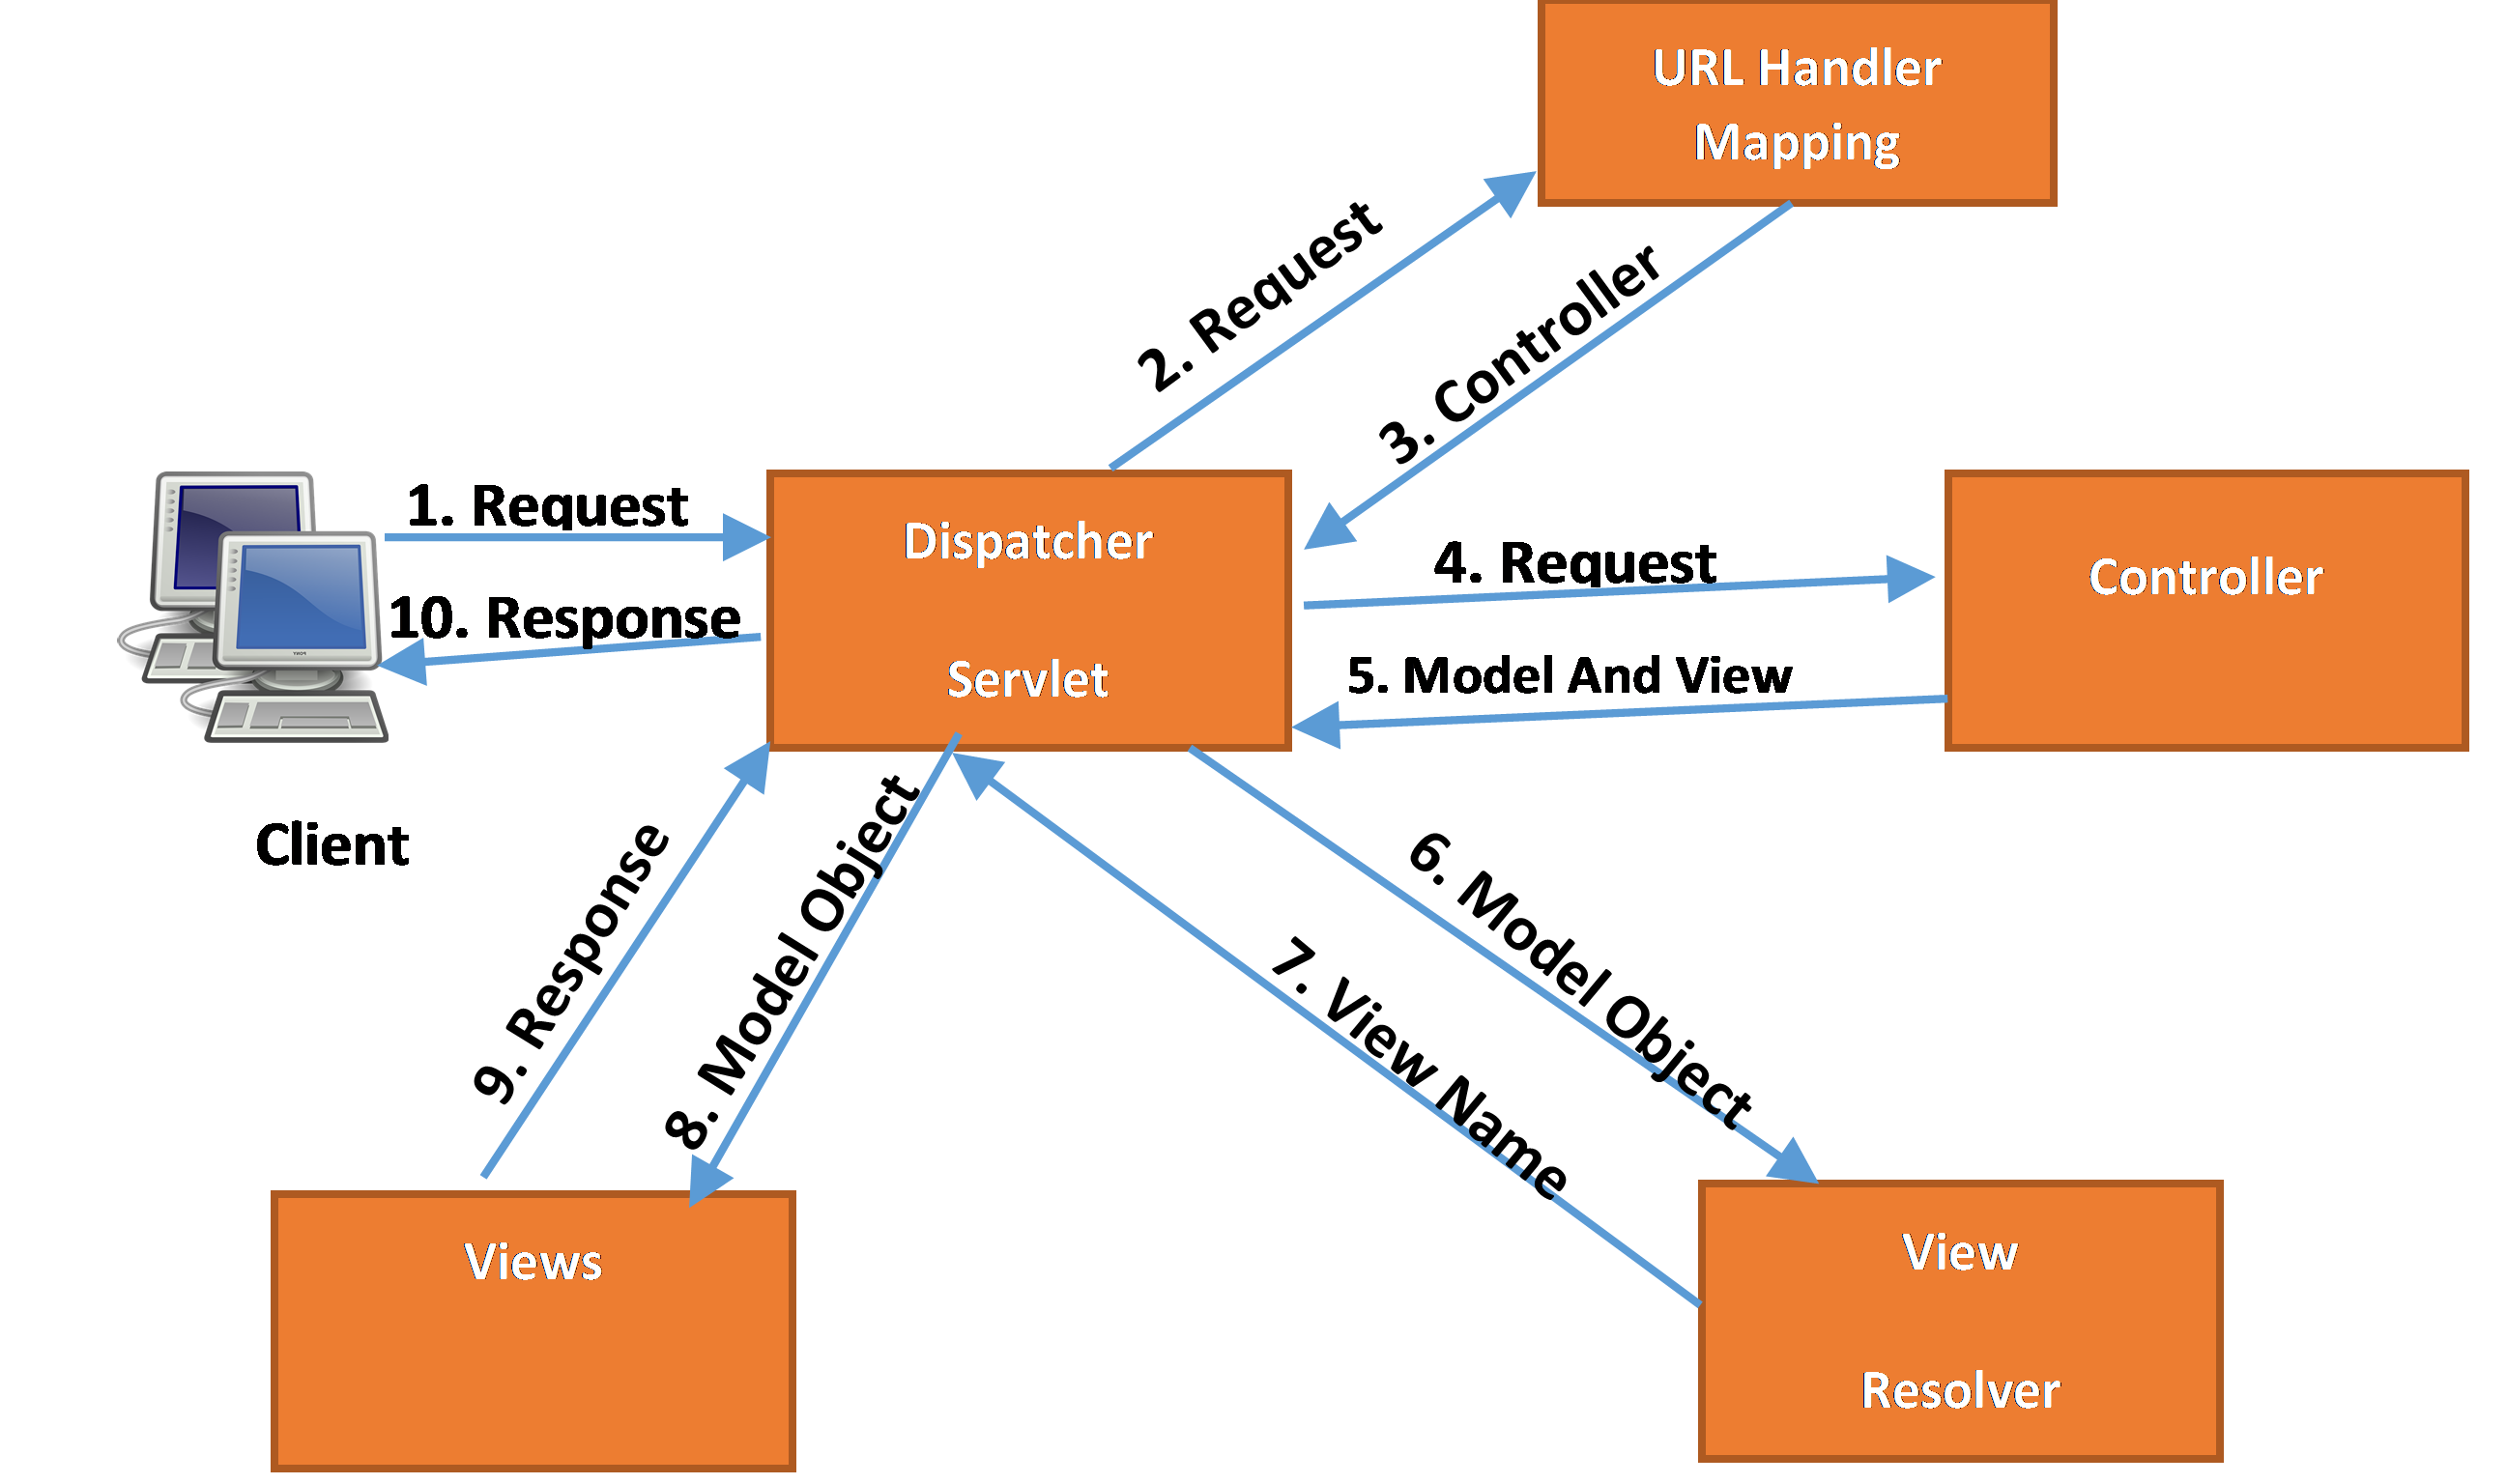 URL Handler
Mapping
2. Request
3. Controller
1. Request
Dispatcher
Servlet
4. Request
Controller
10. Response
5. Model And View
Client
9. Response
8. Model Object
6. Model Object
7. View Name
Views
View
Resolver